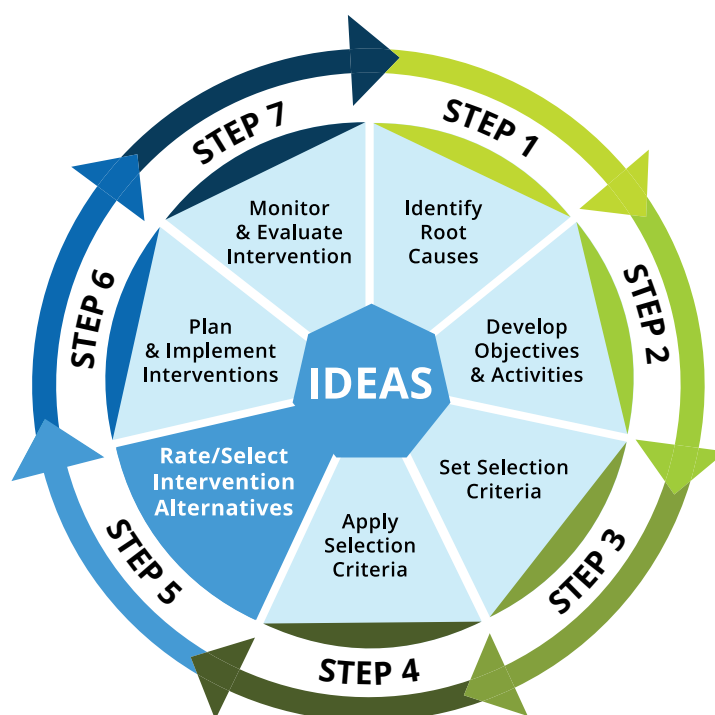 STEP 1
Identify
Root
Causes
STEP 2
Develop
Objectives
& Activities
STEP 3
Set Selection
Criteria
STEP 4
Apply
Selection
Criteria
STEP 5
Rate/Select
Intervention
Alternatives
STEP 6
Plan
& Implement
Interventions
STEP 7
Monitor
& Evaluate
Intervention
IDEAS